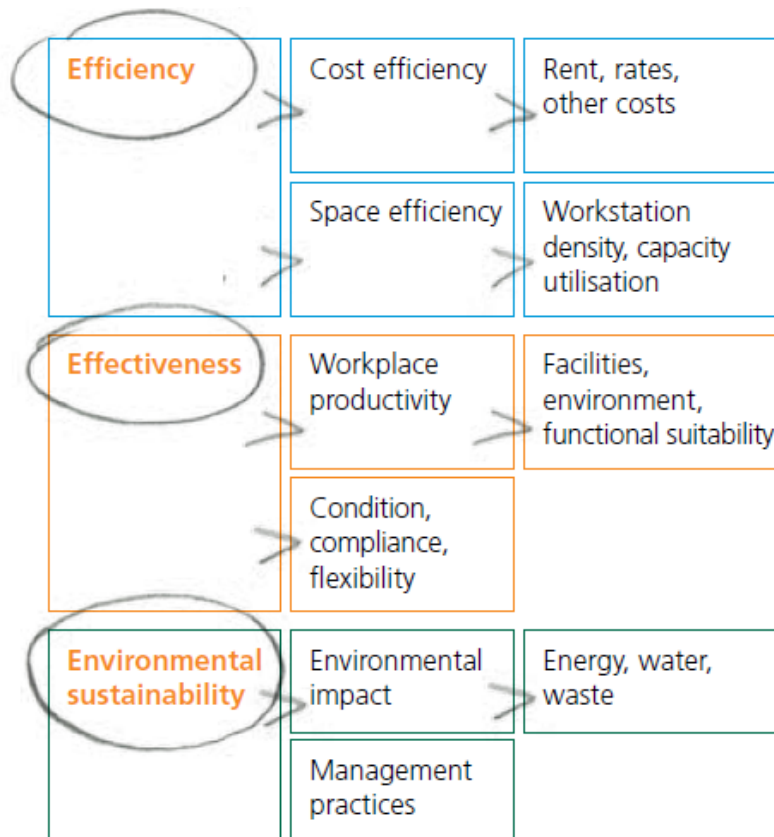 Efficiency
Cost efficiency
Rent, rates,
other costs
Space efficiency
Workstation
density, capacity
utilisation
Effectiveness
Workplace
productivity
Facilities,
environment,
functional suitability
Condition,
compliance,
flexibility
Environmental
sustainability
Environmental
impact
Energy, water,
waste
Management
practices